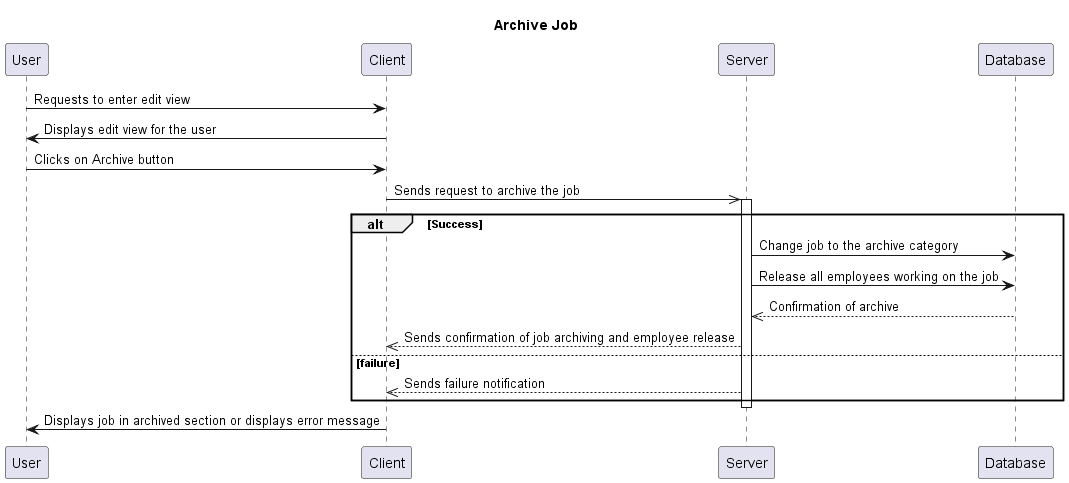 Archive Job
User Client Server Database
Requests to enter edit view
Displays edit view for the user
Clicks on Archive button
Sends request to archive the job
alt [Success]
Change job to the archive category
Release all employees working on the job
Confirmation of archive
Sends confirmation of job archiving and employee release
[failure]
Sends failure notification
Displays job in archived section or displays error message
User Client Server Database